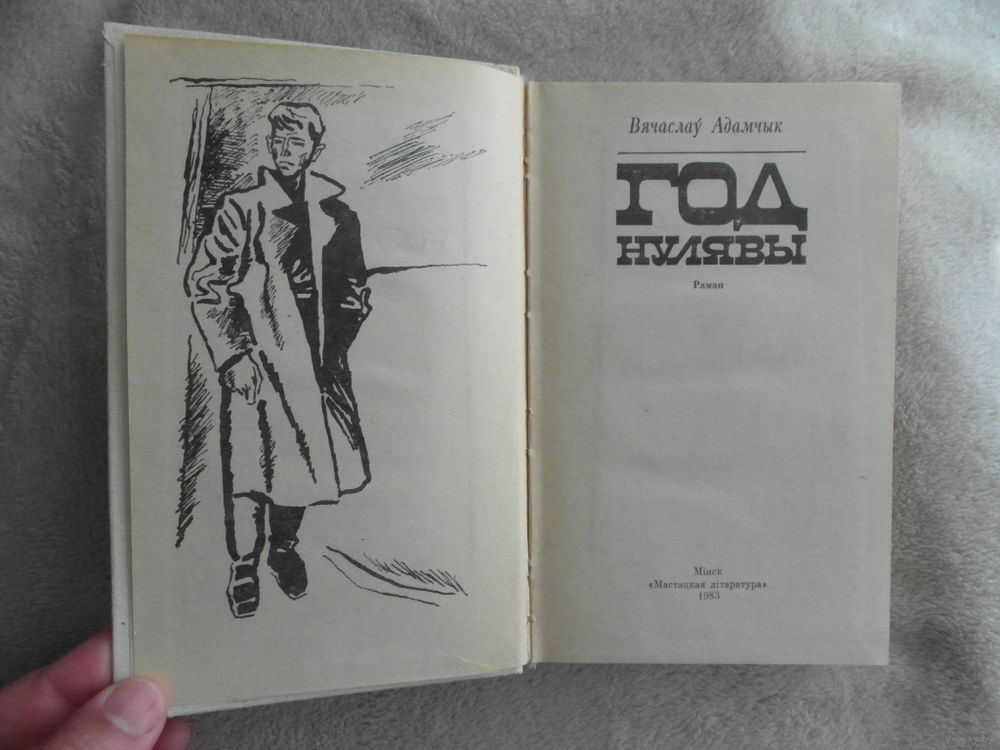 Вячаслаў Адамчык
ГОД
НУЛЯВЫ
Раман
Мінск
«Мастацкая літаратура»
1983